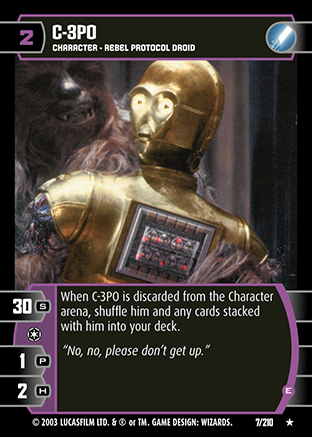 2
C-3PO
CHARACTER - REBEL PROTOCOL DROID
30 S
1 P
2 H
When C-3PO is discarded from the Character
arena, shuffle him and any cards stacked
with him into your deck.
"No, no, please don't get up."
E
© 2003 LUCASFILM LTD. & ® or TM. GAME DESIGN: WIZARDS. 7/210 ★